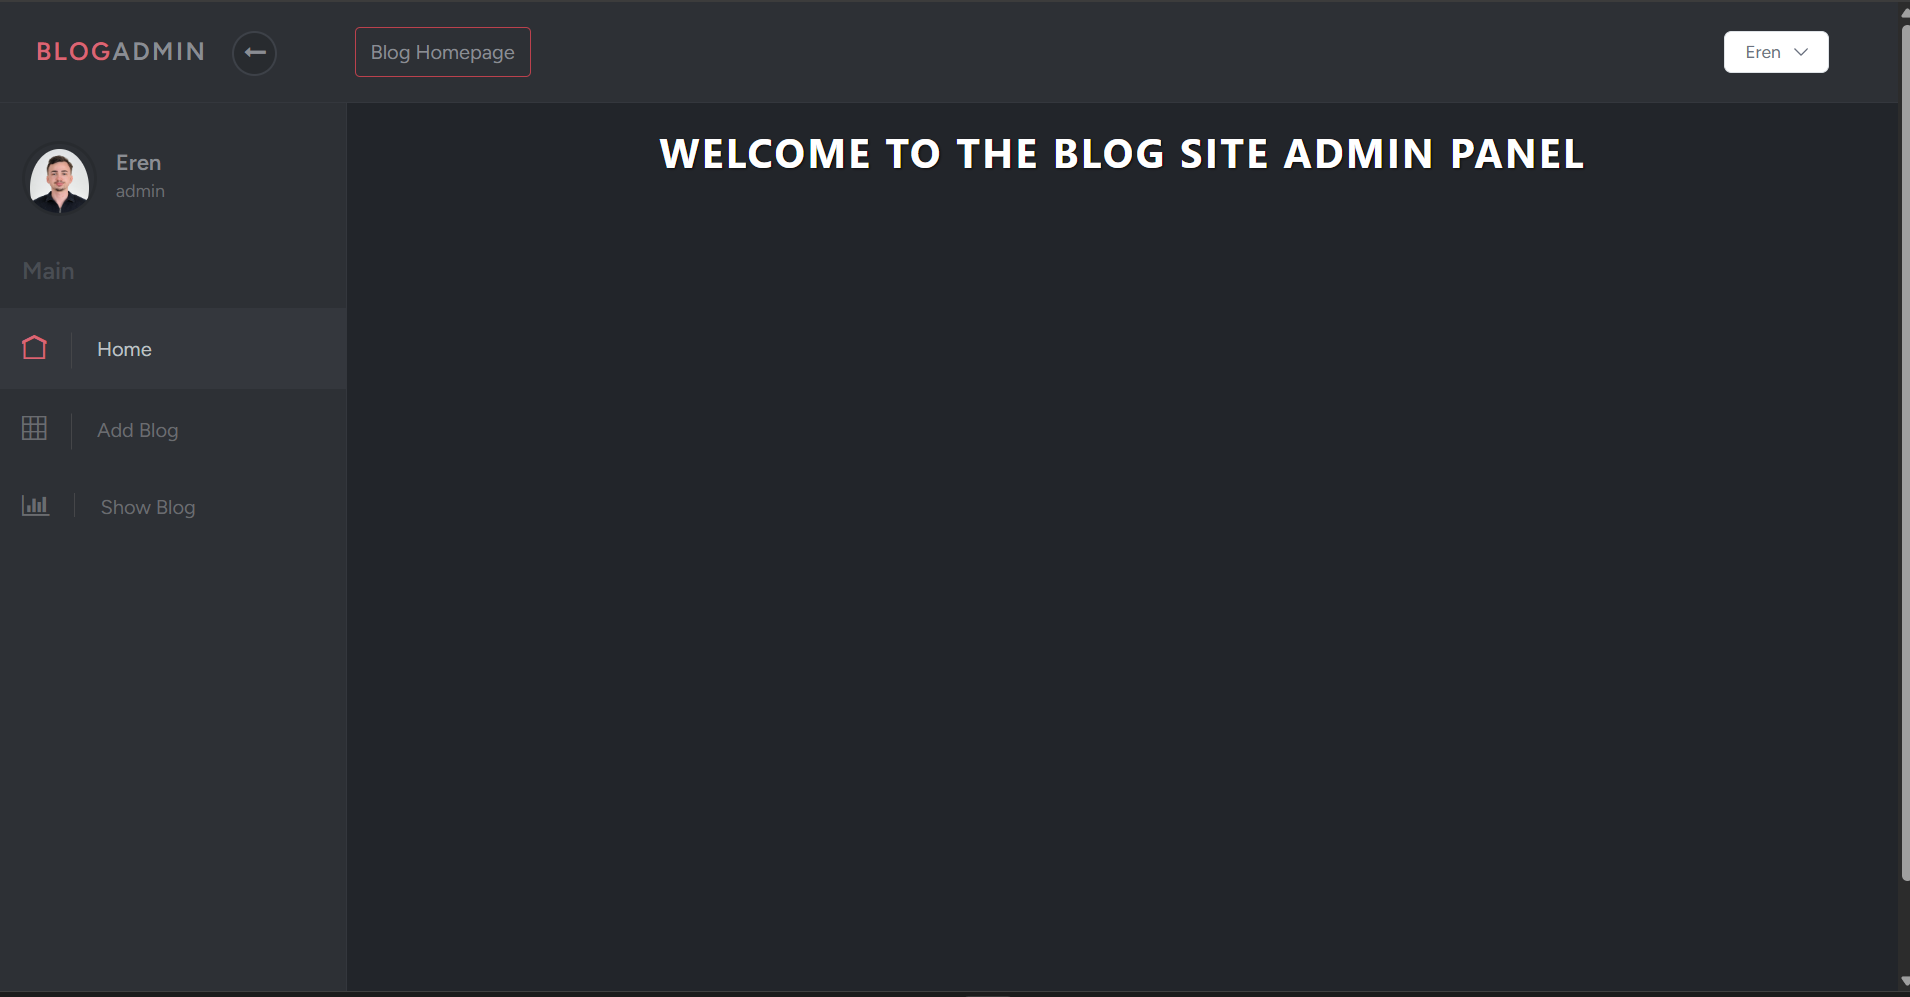 BLOGADMIN
Blog Homepage
Eren
WELCOME TO THE BLOG SITE ADMIN PANEL
Eren
admin
Main
Home
Add Blog
Show Blog